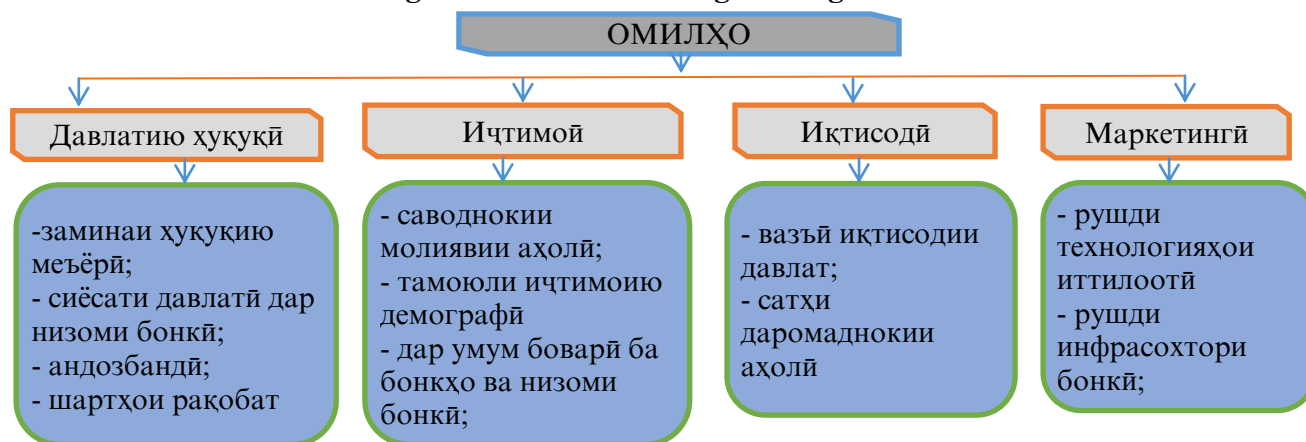 ОМИЛҲО
Давлатию ҳуқуқӣ
Иҷтимоӣ
Иқтисодӣ
Маркетингӣ
-заминаи ҳуқуқию
меъёрӣ;
- сиёсати давлатӣ дар
низоми бонкӣ;
- андозбандӣ;
- шартҳои рақобат
- саводнокии
молиявии аҳолӣ;
- тамоюли иҷтимоию
демографӣ
- дар умум боварӣ ба
бонкҳо ва низоми
бонкӣ;
- вазъӣ иқтисодии
давлат;
- сатҳи
даромаднокии
аҳолӣ
- рушди
технологияҳои
иттилоотӣ
- рушди
инфрасохтори
бонкӣ;